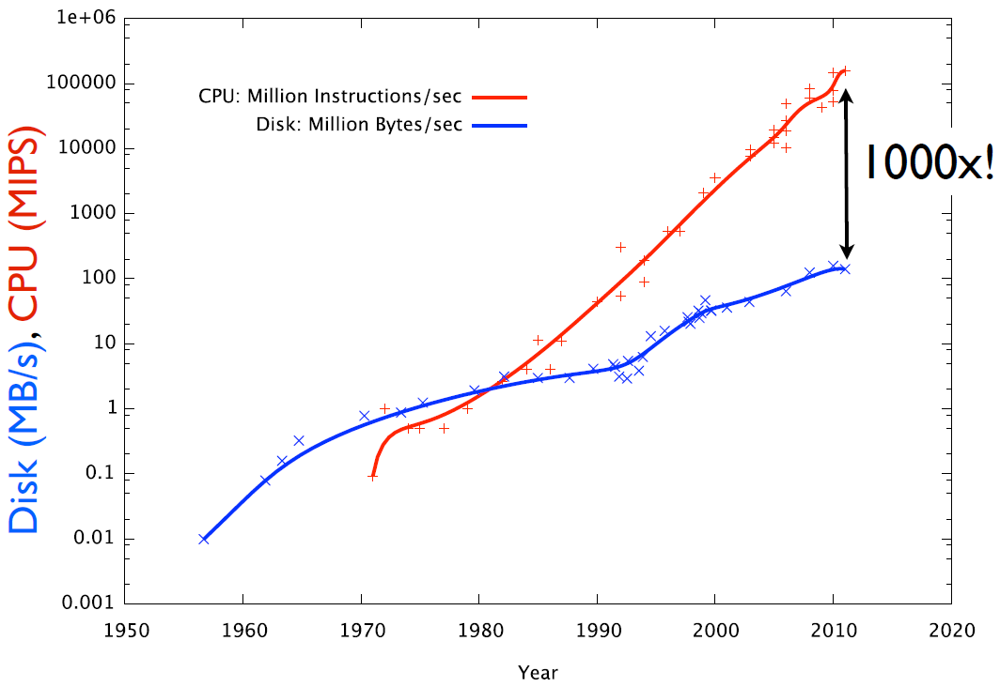 1e+06
100000
10000
1000
100
10
1
0.1
0.01
0.001
Disk (MB/s), CPU (MIPS)
CPU: Million Instructions/sec
Disk: Million Bytes/sec
1000x!
1950 1960 1970 1980 1990 2000 2010 2020
Year